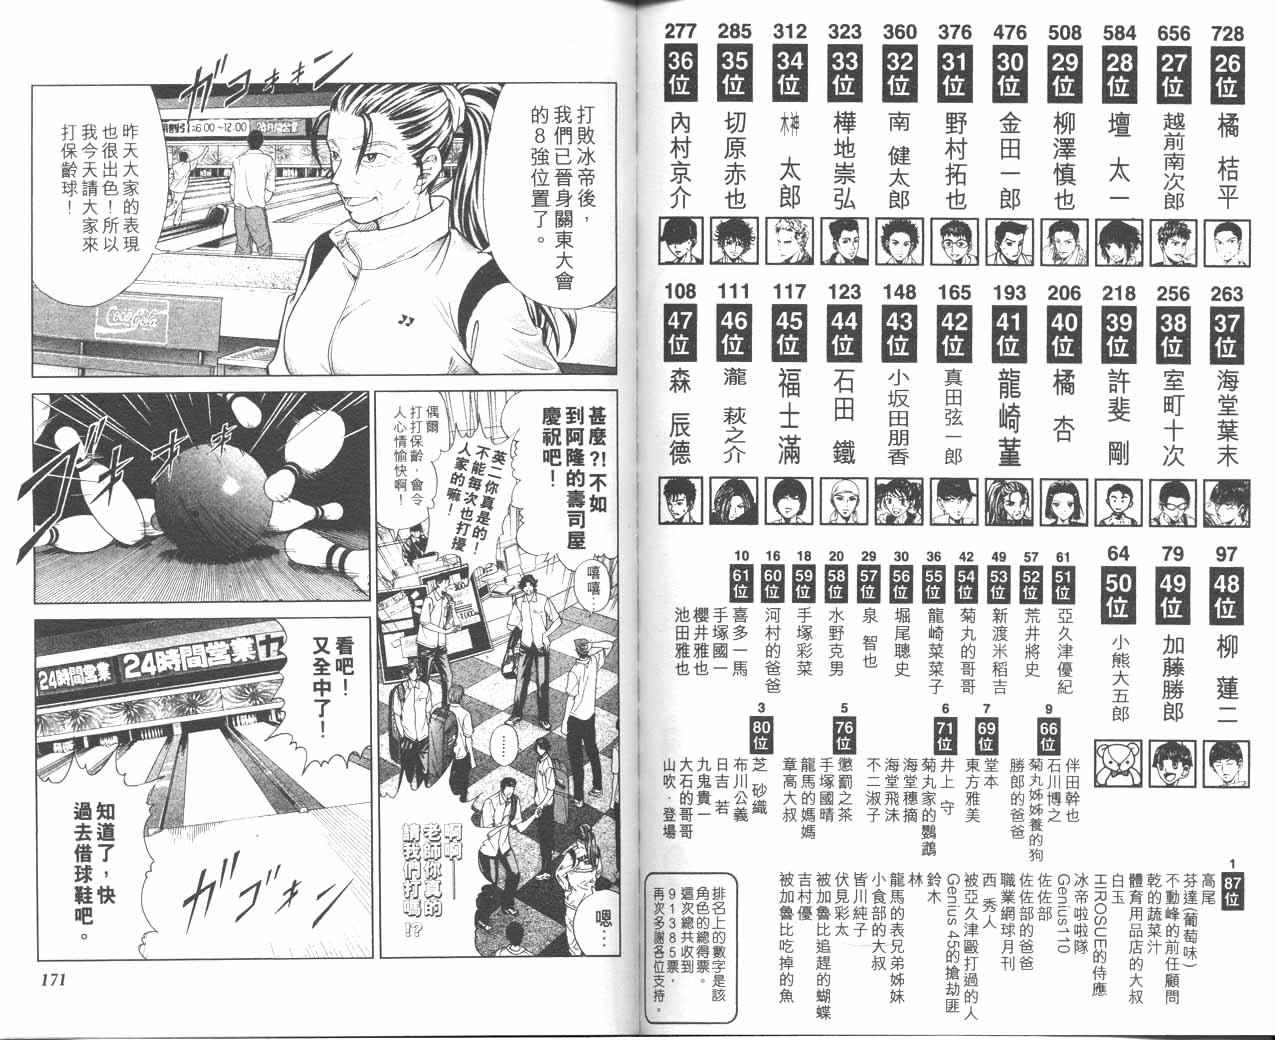 728
26位
橘 桔平
656
27位
越前南次郎
584
28位
壇 太一
508
29位
柳澤慎也
476
30位
金田一郎
376
31位
野村拓也
360
32位
南 健太郎
323
33位
樺地崇弘
312
34位
太郎
285
35位
切原赤也
277
36位
內村京介
263
37位
海堂葉末
256
38位
室町十次
218
39位
許斐 剛
206
40位
橘 杏
193
41位
龍崎菫
165
42位
真田弦一郎
148
43位
小坂田朋香
123
44位
石田 鐵
117
45位
福士滿
111
46位
瀧 萩之介
108
47位
森 辰德
97
48位
柳 蓮二
79
49位
加藤勝郎
64
50位
小熊大五郎
61
51位
亞久津優紀
57
52位
荒井將史
49
53位
新渡米稻吉
42
54位
菊丸的哥哥
36
55位
龍崎菜菜子
30
56位
堀尾聰史
29
57位
泉 智也
20
58位
水野克男
18
59位
手塚彩菜
16
60位
河村的爸爸
10
61位
喜多一馬
手塚國一
櫻井雅也
池田雅也
9
66位
伴田幹也
石川博之
菊丸姊姊養的狗
勝郎的爸爸
7
69位
堂本
東方雅美
6
71位
井上 守
菊丸家的鸚鵡
海堂穗摘
海堂飛沫
不二淑子
5
76位
懲罰之茶
手塚國晴
龍馬的媽媽
章高大叔
3
80位
芝 砂織
布川公義
日吉 若
九鬼貴一
大石的哥哥
山吹·登場
1
87位
高尾
芬達(葡萄味)
不動峰的前任顧問
乾的蔬菜汁
體育用品店的大叔
白玉
HIROSUE的侍應
冰帝啦啦隊
Genius110
佐佐部
佐佐部的爸爸
職業網球月刊
西 秀人
被亞久津毆打過的人
Genius 45的搶劫匪
鈴木
林
龍馬的表兄弟姊妹
小食部的大叔
皆川純子
伏見彩太
被加魯比追趕的蝴蝶
吉村優
被加魯比吃掉的魚
排名上的數字是該
角色的總得票。
這次總共收到
91385票,
再次多謝各位支持。
打敗冰帝後,
我們已晉身關東大會
的8強位置了。
昨天大家的表現
也很出色!所以
我今天請大家來
打保齡球!
ガコキキン
6:00~12:00
Coca-Cola
甚麼?!不如
到阿隆的壽司屋
慶祝吧!
英二你真是的!
不能每次也打擾
人家的嘛!
偶爾
打打保齡,會令
人心情愉快啊!
嘻嘻…
……
啊啊——
老師你真的
請我們打嗎!?
嗯…
看吧!
又全中了!
24時間営業
24時間営業
ガコキン
知道了,快
過去借球鞋吧。
171